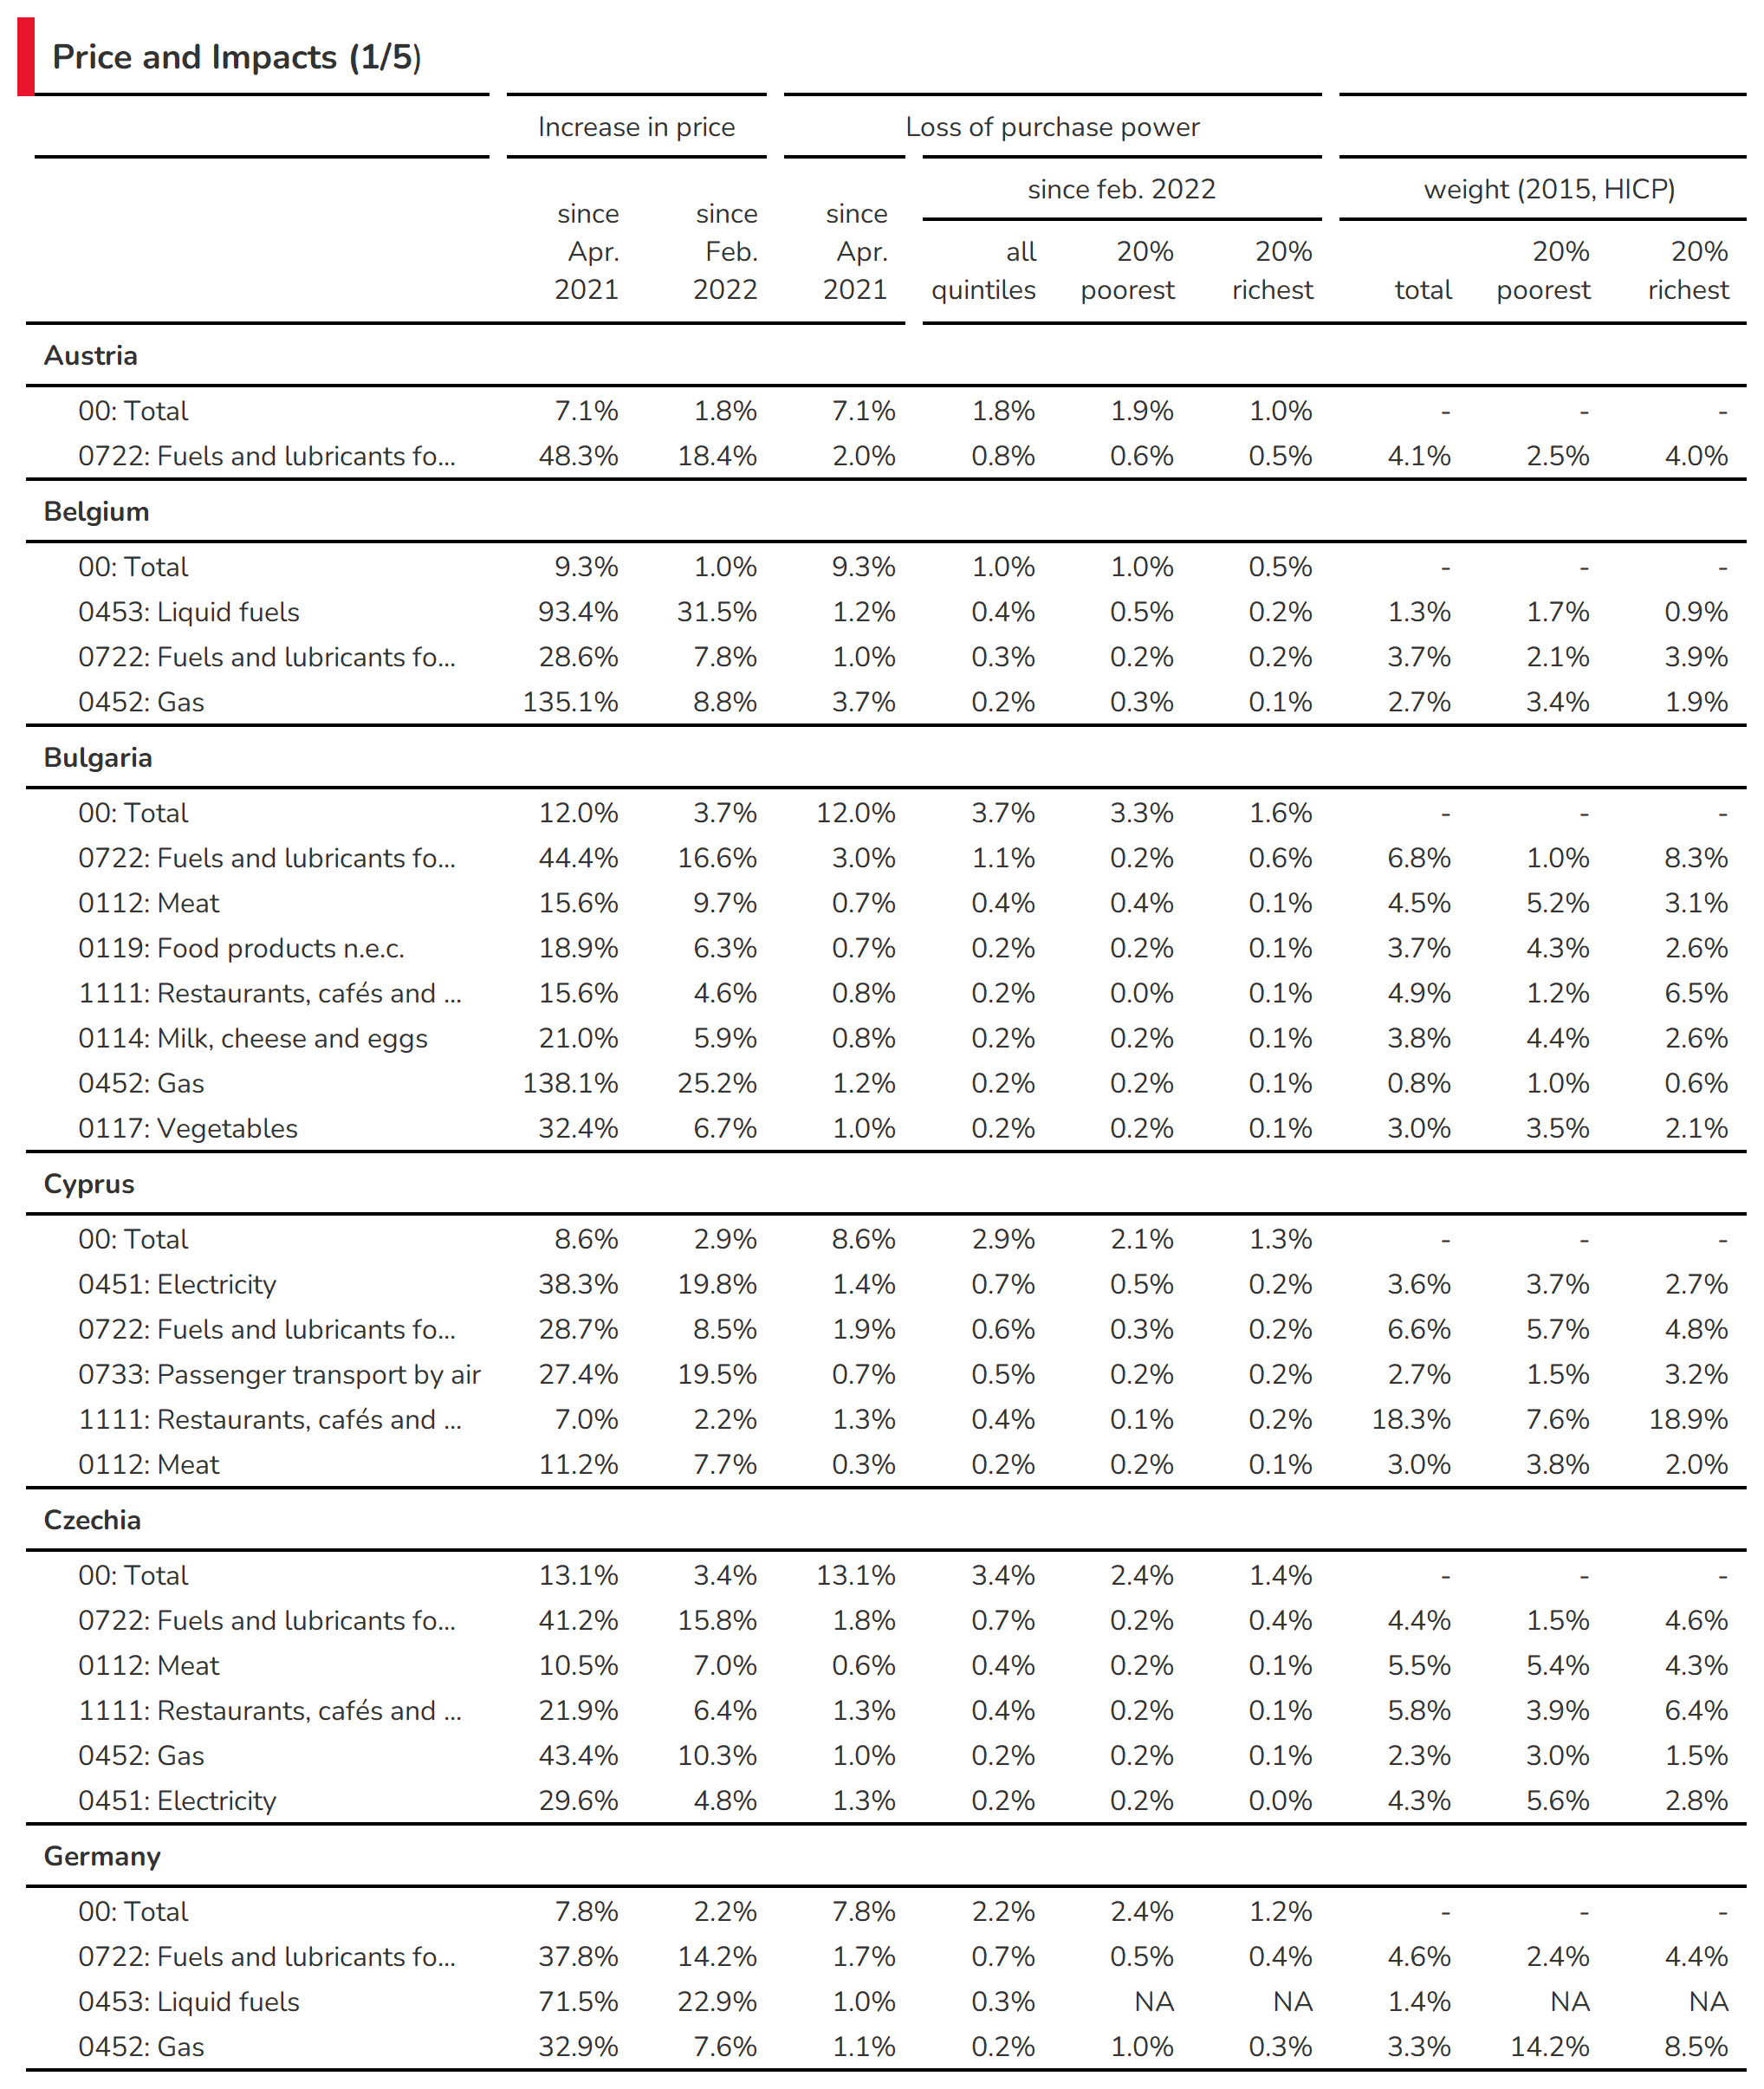 Price and Impacts (1/5)
Increase in price Loss of purchase power
since feb. 2022 weight (2015, HICP)
since since since
Apr. Feb. Apr. all 20% 20% 20% 20%
2021 2022 2021 quintiles poorest richest total poorest richest
Austria
00: Total 7.1% 1.8% 7.1% 1.8% 1.9% 1.0% - - -
0722: Fuels and lubricants fo... 48.3% 18.4% 2.0% 0.8% 0.6% 0.5% 4.1% 2.5% 4.0%
Belgium
00: Total 9.3% 1.0% 9.3% 1.0% 1.0% 0.5% - - -
0453: Liquid fuels 93.4% 31.5% 1.2% 0.4% 0.5% 0.2% 1.3% 1.7% 0.9%
0722: Fuels and lubricants fo... 28.6% 7.8% 1.0% 0.3% 0.2% 0.2% 3.7% 2.1% 3.9%
0452: Gas 135.1% 8.8% 3.7% 0.2% 0.3% 0.1% 2.7% 3.4% 1.9%
Bulgaria
00: Total 12.0% 3.7% 12.0% 3.7% 3.3% 1.6% - - -
0722: Fuels and lubricants fo... 44.4% 16.6% 3.0% 1.1% 0.2% 0.6% 6.8% 1.0% 8.3%
0112: Meat 15.6% 9.7% 0.7% 0.4% 0.4% 0.1% 4.5% 5.2% 3.1%
0119: Food products n.e.c. 18.9% 6.3% 0.7% 0.2% 0.2% 0.1% 3.7% 4.3% 2.6%
1111: Restaurants, cafés and ... 15.6% 4.6% 0.8% 0.2% 0.0% 0.1% 4.9% 1.2% 6.5%
0114: Milk, cheese and eggs 21.0% 5.9% 0.8% 0.2% 0.2% 0.1% 3.8% 4.4% 2.6%
0452: Gas 138.1% 25.2% 1.2% 0.2% 0.2% 0.1% 0.8% 1.0% 0.6%
0117: Vegetables 32.4% 6.7% 1.0% 0.2% 0.2% 0.1% 3.0% 3.5% 2.1%
Cyprus
00: Total 8.6% 2.9% 8.6% 2.9% 2.1% 1.3% - - -
0451: Electricity 38.3% 19.8% 1.4% 0.7% 0.5% 0.2% 3.6% 3.7% 2.7%
0722: Fuels and lubricants fo... 28.7% 8.5% 1.9% 0.6% 0.3% 0.2% 6.6% 5.7% 4.8%
0733: Passenger transport by air 27.4% 19.5% 0.7% 0.5% 0.2% 0.2% 2.7% 1.5% 3.2%
1111: Restaurants, cafés and ... 7.0% 2.2% 1.3% 0.4% 0.1% 0.2% 18.3% 7.6% 18.9%
0112: Meat 11.2% 7.7% 0.3% 0.2% 0.2% 0.1% 3.0% 3.8% 2.0%
Czechia
00: Total 13.1% 3.4% 13.1% 3.4% 2.4% 1.4% - - -
0722: Fuels and lubricants fo... 41.2% 15.8% 1.8% 0.7% 0.2% 0.4% 4.4% 1.5% 4.6%
0112: Meat 10.5% 7.0% 0.6% 0.4% 0.2% 0.1% 5.5% 5.4% 4.3%
1111: Restaurants, cafés and ... 21.9% 6.4% 1.3% 0.4% 0.2% 0.1% 5.8% 3.9% 6.4%
0452: Gas 43.4% 10.3% 1.0% 0.2% 0.2% 0.1% 2.3% 3.0% 1.5%
0451: Electricity 29.6% 4.8% 1.3% 0.2% 0.2% 0.0% 4.3% 5.6% 2.8%
Germany
00: Total 7.8% 2.2% 7.8% 2.2% 2.4% 1.2% - - -
0722: Fuels and lubricants fo... 37.8% 14.2% 1.7% 0.7% 0.5% 0.4% 4.6% 2.4% 4.4%
0453: Liquid fuels 71.5% 22.9% 1.0% 0.3% NA NA 1.4% NA NA
0452: Gas 32.9% 7.6% 1.1% 0.2% 1.0% 0.3% 3.3% 14.2% 8.5%